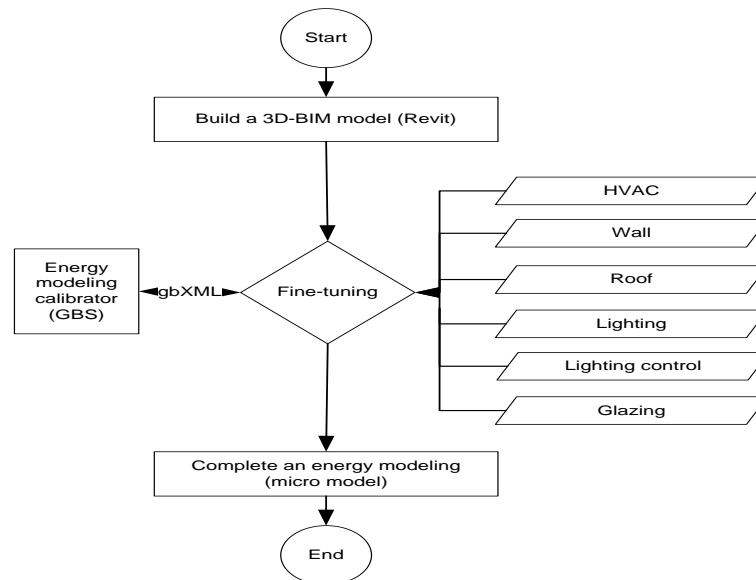 Start
Build a 3D-BIM model (Revit)
HVAC
Wall
Energy
modeling
calibrator
(GBS)
gbXML
Fine-tuning
Roof
Lighting
Lighting control
Glazing
Complete an energy modeling
(micro model)
End